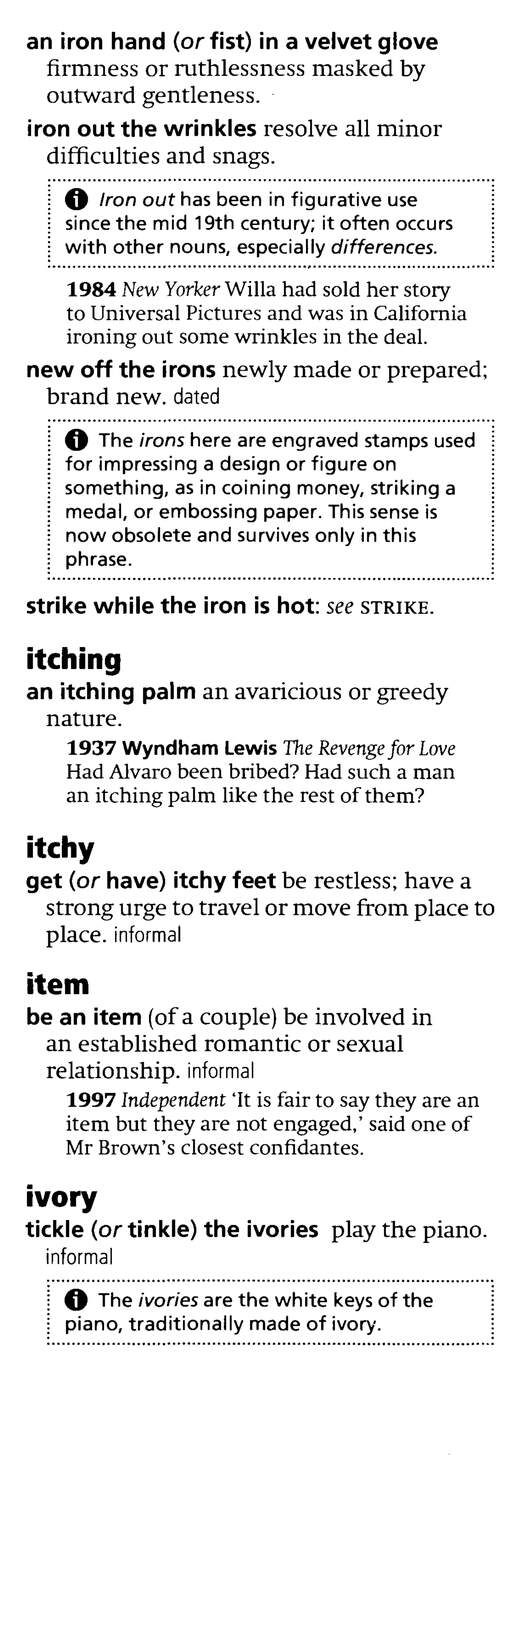 an iron hand (or fist) in a velvet glove
firmness or ruthlessness masked by
outward gentleness.
iron out the wrinkles resolve all minor
difficulties and snags.
Iron out has been in figurative use
since the mid 19th century; it often occurs
with other nouns, especially differences.
1984 New Yorker Willa had sold her story
to Universal Pictures and was in California
ironing out some wrinkles in the deal.
new off the irons newly made or prepared;
brand new. dated
The irons here are engraved stamps used
for impressing a design or figure on
something, as in coining money, striking a
medal, or embossing paper. This sense is
now obsolete and survives only in this
phrase.
strike while the iron is hot: see STRIKE.
itching
an itching palm an avaricious or greedy
nature.
1937 Wyndham Lewis The Revenge for Love
Had Alvaro been bribed? Had such a man
an itching palm like the rest of them?
itchy
get (or have) itchy feet be restless; have a
strong urge to travel or move from place to
place. informal
item
be an item (of a couple) be involved in
an established romantic or sexual
relationship. informal
1997 Independent ‘It is fair to say they are an
item but they are not engaged,’ said one of
Mr Brown’s closest confidantes.
ivory
tickle (or tinkle) the ivories play the piano.
informal
The ivories are the white keys of the
piano, traditionally made of ivory.